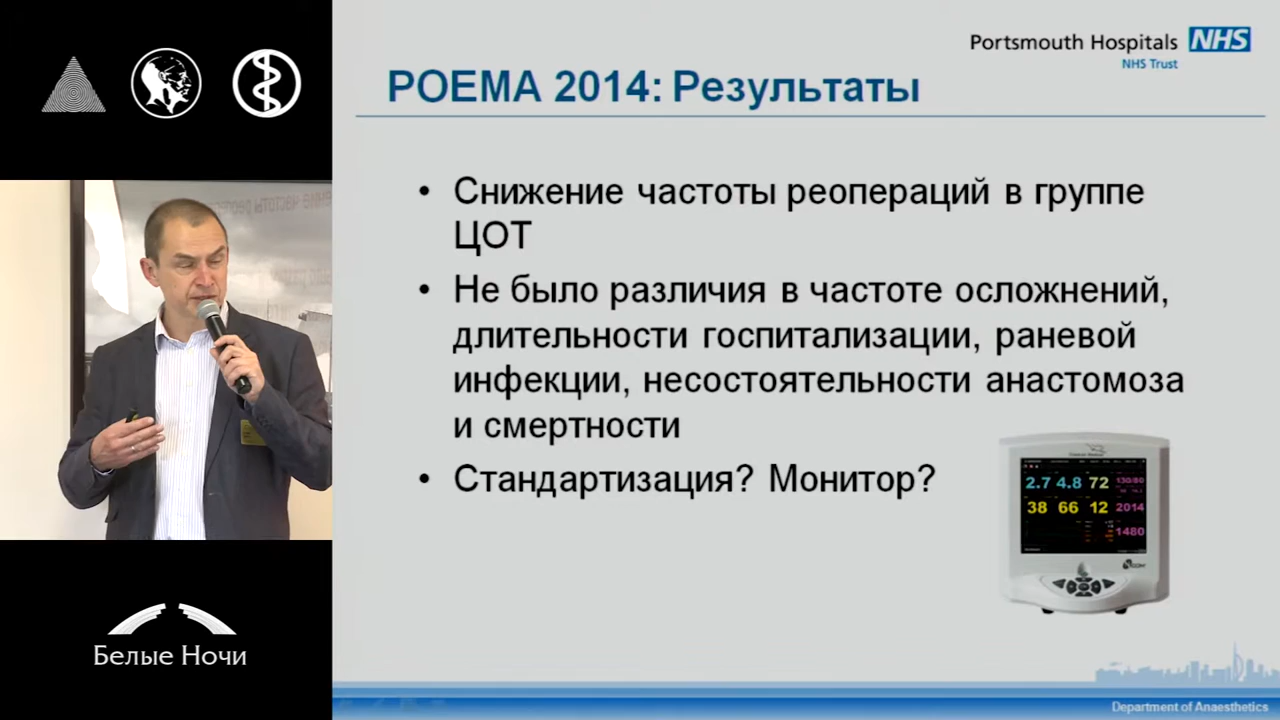 Portsmouth Hospitals NHS
NHS Trust
POEMA 2014: Результаты
• Снижение частоты реопераций в группе
ЦОТ
• Не было различия в частоте осложнений,
длительности госпитализации, раневой
инфекции, несостоятельности анастомоза
и смертности
• Стандартизация? Монитор?
2.7 4.8 72 130/80
38 66 12 2014
1480
Белые Ночи
Department of Anaesthetics